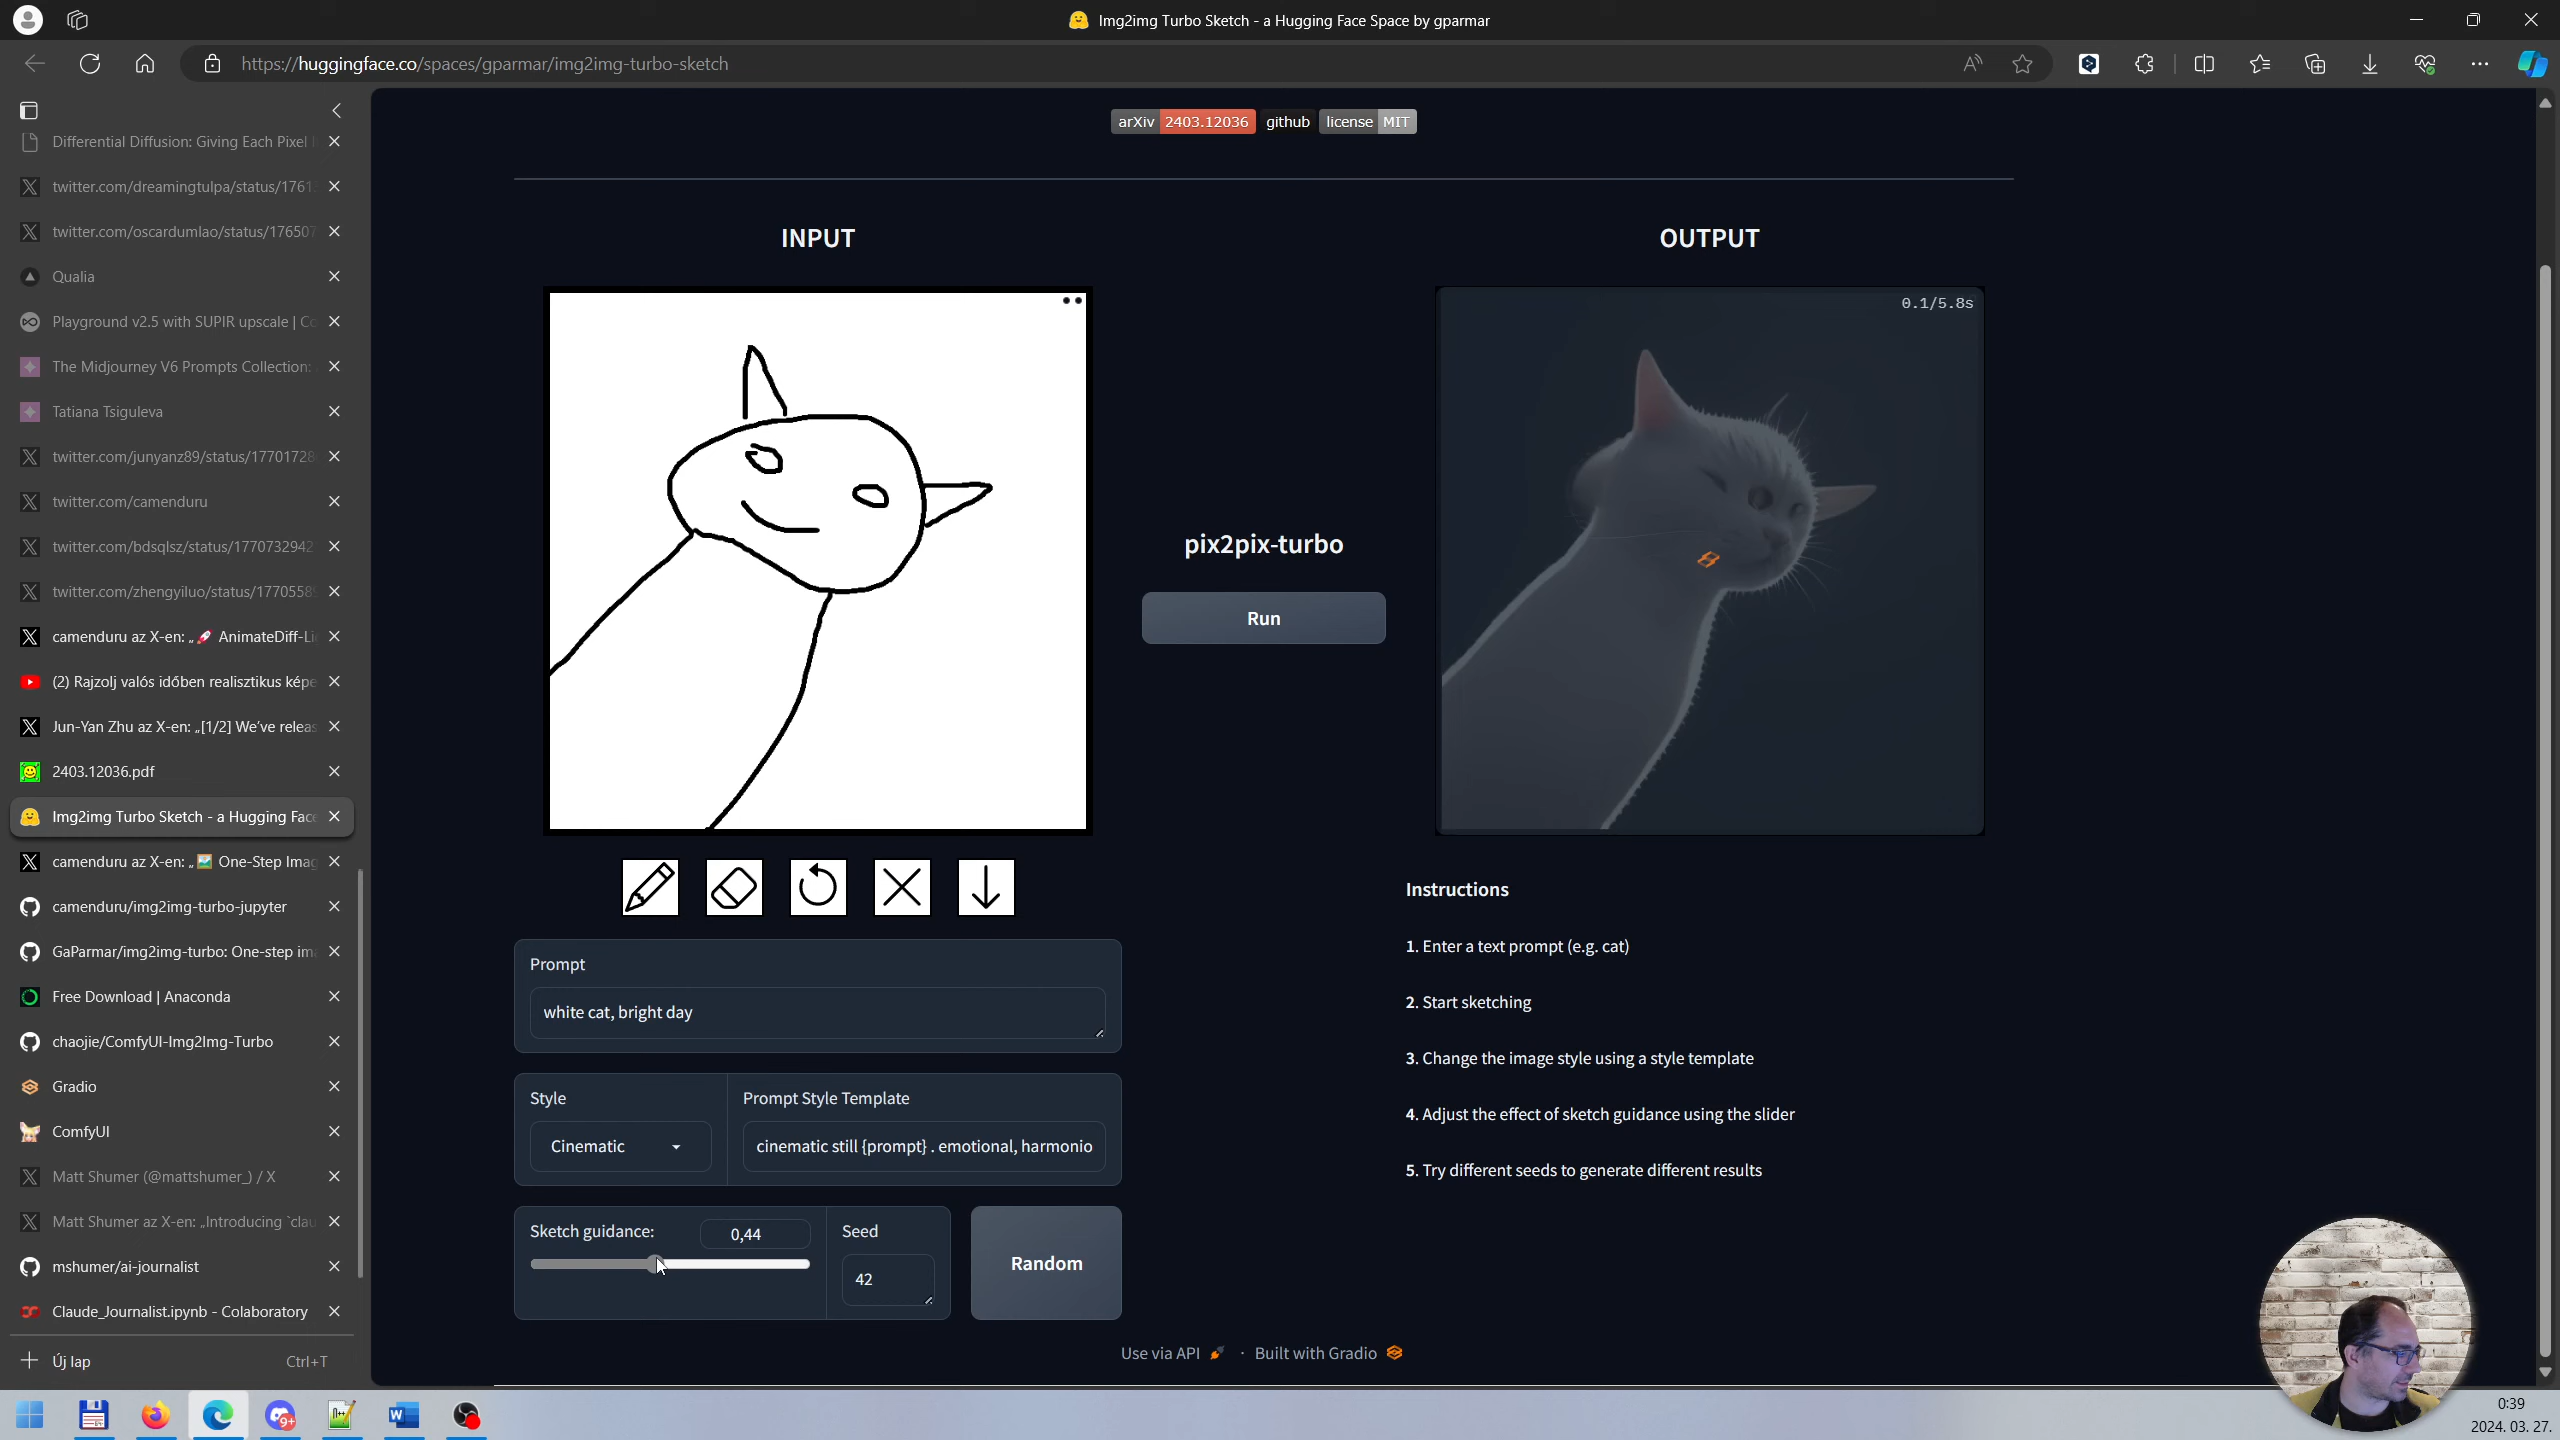 Img2img Turbo Sketch - a Hugging Face Space by gparmar
https://huggingface.co/spaces/gparmar/img2img-turbo-sketch
Differential Diffusion: Giving Each Pixel
twitter.com/dreamingtulpa/status/1761
twitter.com/oscardumlao/status/176507
Qualia
Playground v2.5 with SUPIR upscale | Co
The Midjourney V6 Prompts Collection:
Tatiana Tsiguleva
twitter.com/junyanz89/status/17701728
twitter.com/camenduru
twitter.com/bdsqlsz/status/1770732942
twitter.com/zhengyiluo/status/1770558
camenduru az X-en: „🚀 AnimateDiff-Li
(2) Rajzolj valós időben realisztikus képe
Jun-Yan Zhu az X-en: „[1/2] We've releas
2403.12036.pdf
Img2img Turbo Sketch - a Hugging Face
camenduru az X-en: „🖼️ One-Step Imag
camenduru/img2img-turbo-jupyter
GaParmar/img2img-turbo: One-step im
Free Download | Anaconda
chaojie/ComfyUI-Img2Img-Turbo
Gradio
ComfyUI
Matt Shumer (@mattshumer_) / X
Matt Shumer az X-en: „Introducing `clau
mshumer/ai-journalist
Claude_Journalist.ipynb - Colaboratory
Új lap Ctrl+T
arXiv 2403.12036 github license MIT
INPUT
OUTPUT
0.1/5.8s
pix2pix-turbo
Run
Prompt
white cat, bright day
Style
Cinematic
Prompt Style Template
cinematic still {prompt} . emotional, harmonio
Sketch guidance:
0,44
Seed
42
Random
Instructions
1. Enter a text prompt (e.g. cat)
2. Start sketching
3. Change the image style using a style template
4. Adjust the effect of sketch guidance using the slider
5. Try different seeds to generate different results
Use via API 🚀 · Built with Gradio
9+
0:39
2024. 03. 27.